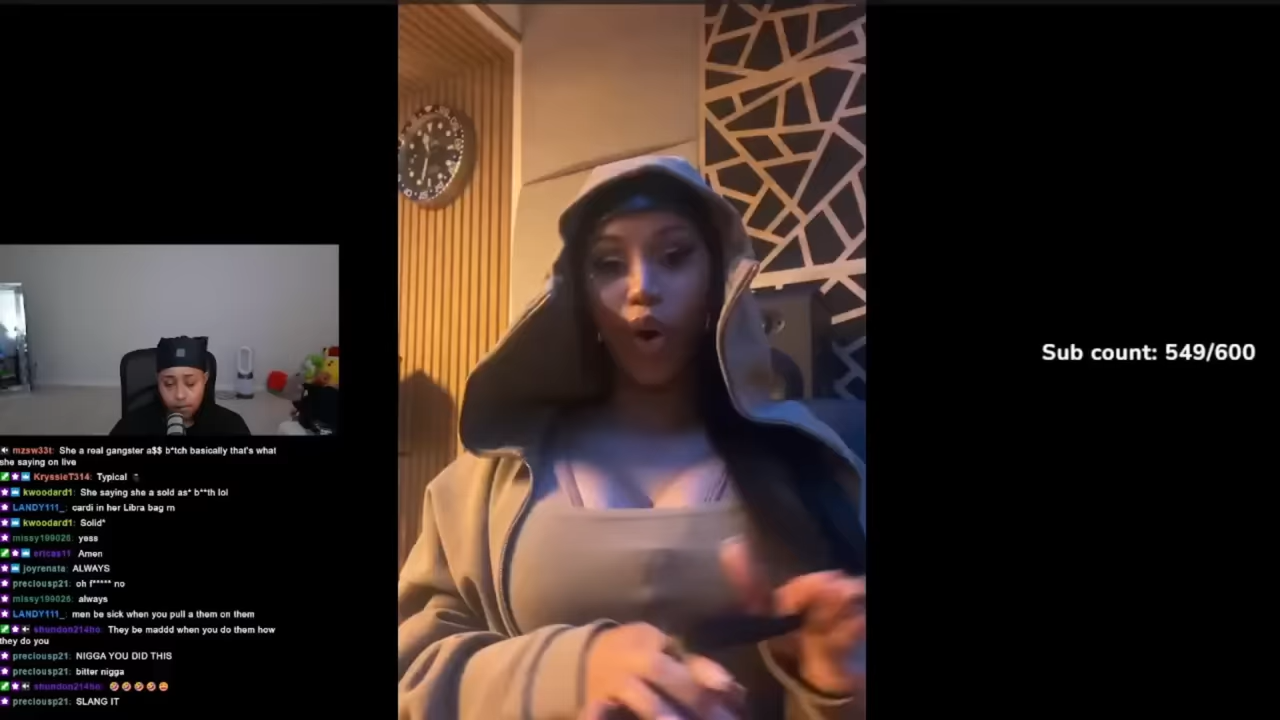 mzsw33t: She a real gangster a$$ b*tch basically that's what
she saying on live
KryssieT314: Typical
kwoodard1: She saying she a sold as* b**th lol
LANDY111_: cardi in her Libra bag rn
kwoodard1: Solid*
missy199026: yess
ericas11 Amen
joyrenata: ALWAYS
preciousp21: oh f***** no
missy199026: always
LANDY111_: men be sick when you pull a them on them
shundon214ho: They be maddd when you do them how
they do you
preciousp21: NIGGA YOU DID THIS
preciousp21: bitter nigga
shundon214ho: 🤣🤣🤣🤣😩
preciousp21: SLANG IT
Sub count: 549/600